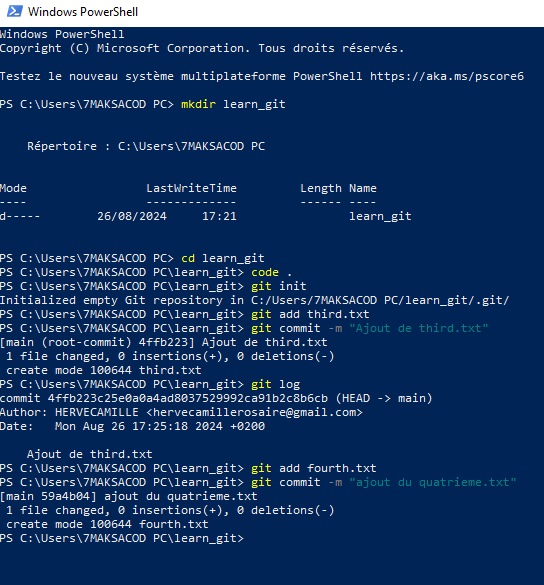 Windows PowerShell
Windows PowerShell
Copyright (C) Microsoft Corporation. Tous droits réservés.
Testez le nouveau système multiplateforme PowerShell https://aka.ms/pscore6
PS C:\Users\7MAKSACOD PC> mkdir learn_git
Répertoire : C:\Users\7MAKSACOD PC
Mode LastWriteTime Length Name
---- ------------- ------ ----
d----- 26/08/2024 17:21 learn_git
PS C:\Users\7MAKSACOD PC> cd learn_git
PS C:\Users\7MAKSACOD PC\learn_git> code .
PS C:\Users\7MAKSACOD PC\learn_git> git init
Initialized empty Git repository in C:/Users/7MAKSACOD PC/learn_git/.git/
PS C:\Users\7MAKSACOD PC\learn_git> git add third.txt
PS C:\Users\7MAKSACOD PC\learn_git> git commit -m "Ajout de third.txt"
[main (root-commit) 4ffb223] Ajout de third.txt
1 file changed, 0 insertions(+), 0 deletions(-)
create mode 100644 third.txt
PS C:\Users\7MAKSACOD PC\learn_git> git log
commit 4ffb223c25e0a0a4ad8037529992ca91b2c8b6cb (HEAD -> main)
Author: HERVECAMILLE <hervecamillerosaire@gmail.com>
Date:   Mon Aug 26 17:25:18 2024 +0200
Ajout de third.txt
PS C:\Users\7MAKSACOD PC\learn_git> git add fourth.txt
PS C:\Users\7MAKSACOD PC\learn_git> git commit -m "ajout du quatrieme.txt"
[main 59a4b04] ajout du quatrieme.txt
1 file changed, 0 insertions(+), 0 deletions(-)
create mode 100644 fourth.txt
PS C:\Users\7MAKSACOD PC\learn_git>